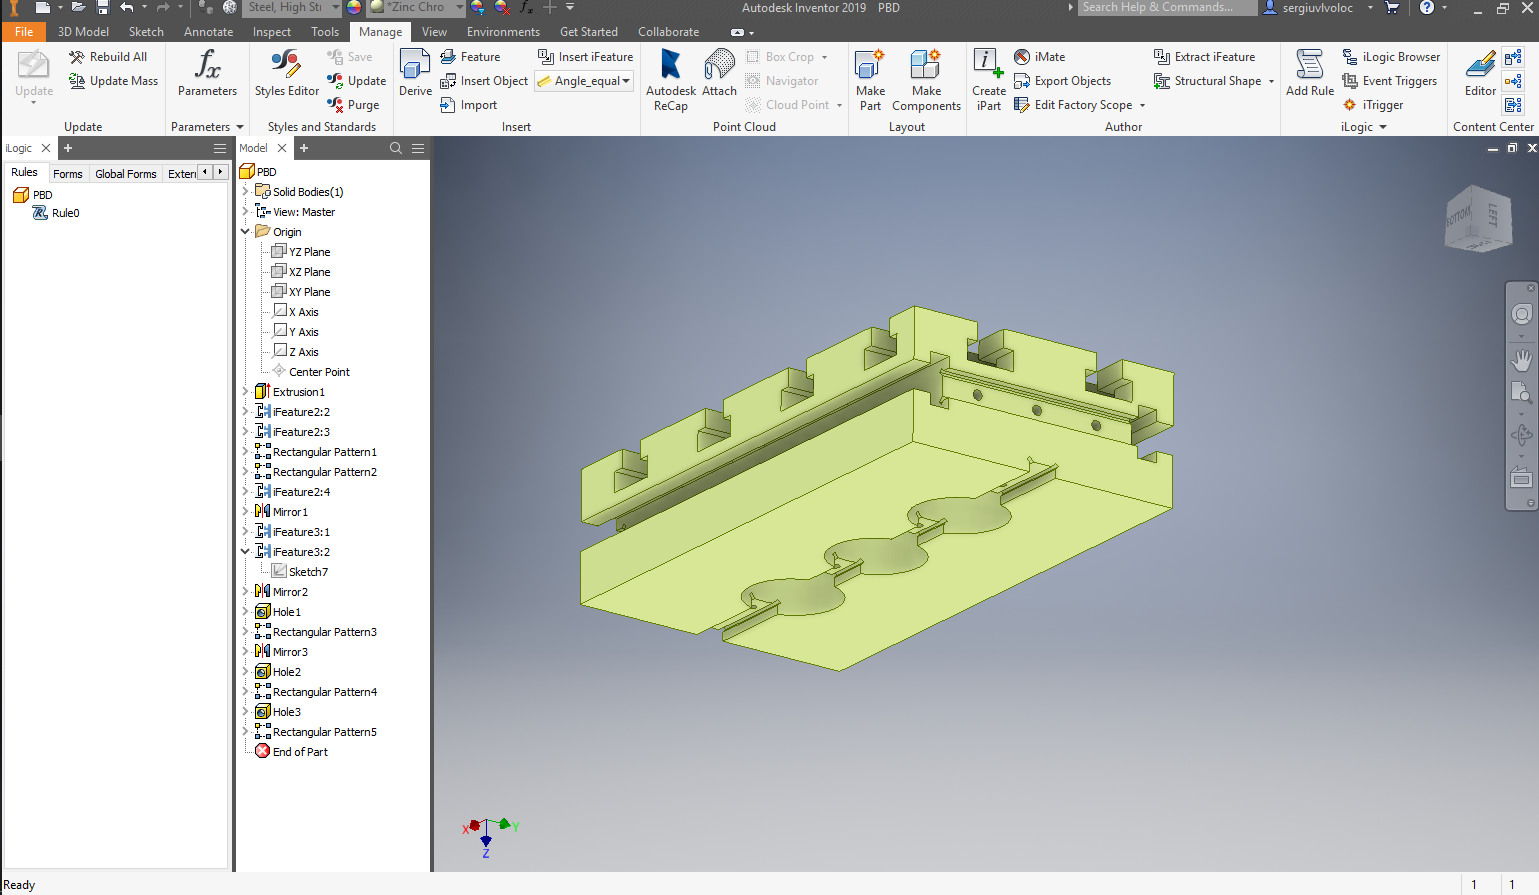 Steel, High St
*Zinc Chro
Autodesk Inventor 2019 PBD
Search Help & Commands...
sergiuvlvoloc
File 3D Model Sketch Annotate Inspect Tools Manage View Environments Get Started Collaborate
Update
Rebuild All
Update Mass
Update
fx
Parameters
Parameters
Styles Editor
Save
Update
Purge
Styles and Standards
Derive
Feature
Insert Object
Import
Insert iFeature
Angle_equal
Insert
Autodesk
ReCap
Attach
Box Crop
Navigator
Cloud Point
Point Cloud
Make
Part
Make
Components
Layout
Create
iPart
iMate
Export Objects
Edit Factory Scope
Extract iFeature
Structural Shape
Author
Add Rule
iLogic Browser
Event Triggers
iTrigger
iLogic
Editor
Content Center
iLogic
Rules Forms Global Forms Exter
PBD
Rule0
Model
PBD
Solid Bodies(1)
View: Master
Origin
YZ Plane
XZ Plane
XY Plane
X Axis
Y Axis
Z Axis
Center Point
Extrusion1
iFeature2:2
iFeature2:3
Rectangular Pattern1
Rectangular Pattern2
iFeature2:4
Mirror1
iFeature3:1
iFeature3:2
Sketch7
Mirror2
Hole1
Rectangular Pattern3
Mirror3
Hole2
Rectangular Pattern4
Hole3
Rectangular Pattern5
End of Part
BOTTOM
LEFT
X
Y
Z
Ready
1 1